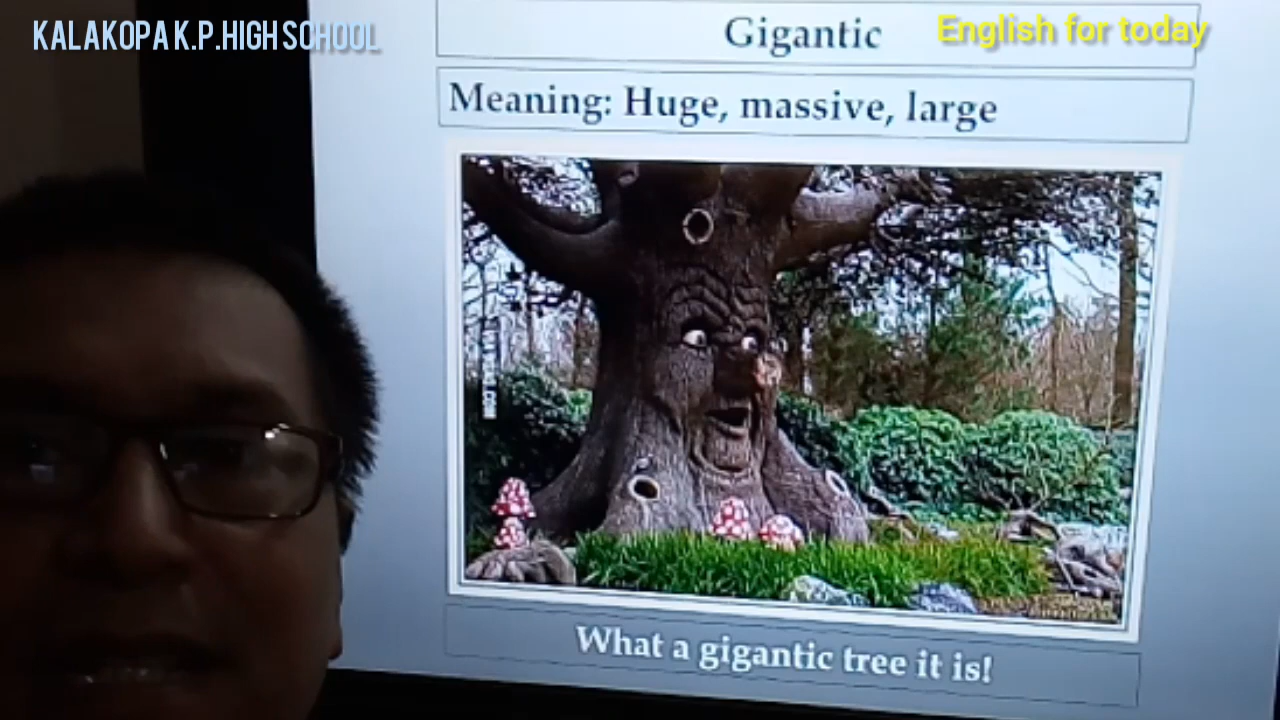 KALAKOPA K.P.HIGH SCHOOL
English for today
Gigantic
Meaning: Huge, massive, large
What a gigantic tree it is!